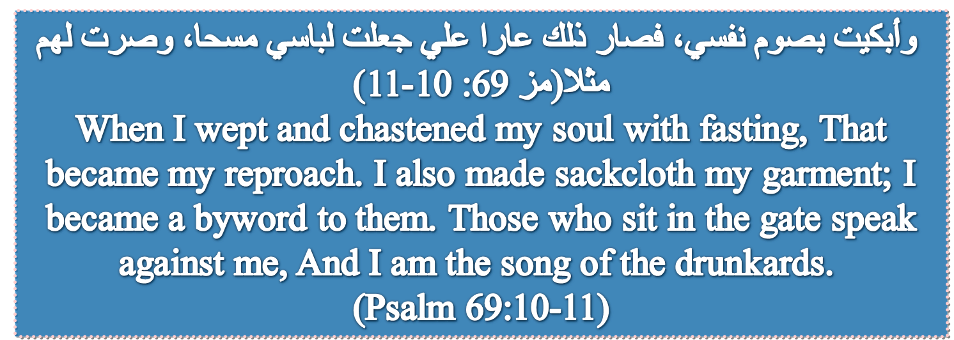 وأبكيت بصوم نفسي، فصار ذلك عارا علي جعلت لباسي مسحا، وصرت لهم
مثلا(مز 69: 10-11)
When I wept and chastened my soul with fasting, That
became my reproach. I also made sackcloth my garment; I
became a byword to them. Those who sit in the gate speak
against me, And I am the song of the drunkards.
(Psalm 69:10-11)